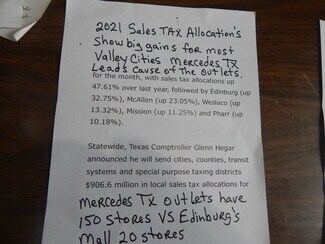 2021 Sales TAx Allocation's
Show big gains for most
Valley Cities mercedes Tx
Leads cause of The outlets.
for the month, with sales tax allocations up
47.61% over last year, followed by Edinburg (up
32.75%), McAllen (up 23.05%), Weslaco (up
13.32%), Mission (up 11.25%) and Pharr (up
10.18%).
Statewide, Texas Comptroller Glenn Hegar
announced he will send cities, counties, transit
systems and special purpose taxing districts
$906.6 million in local sales tax allocations for
mercedes TX outlets have
150 stores VS Edinburg's
mall 20 stores